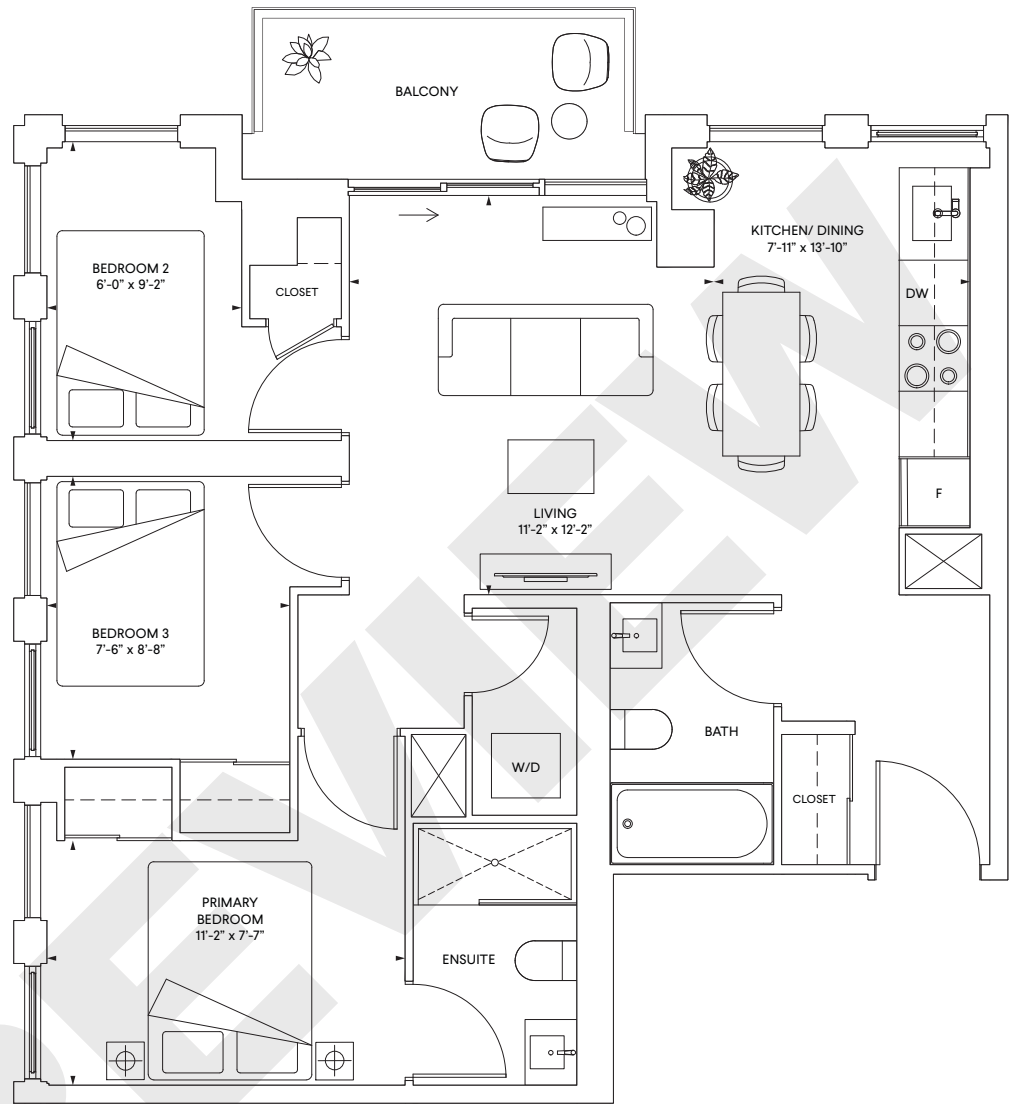 BALCONY
KITCHEN/ DINING
7'-11” x 13'-10”
BEDROOM 2
6'-0” x 9'-2”
CLOSET
DW
F
LIVING
11'-2” x 12'-2”
BEDROOM 3
7'-6” x 8'-8”
BATH
W/D
CLOSET
PRIMARY
BEDROOM
11'-2” x 7'-7”
ENSUITE
PREVIEW